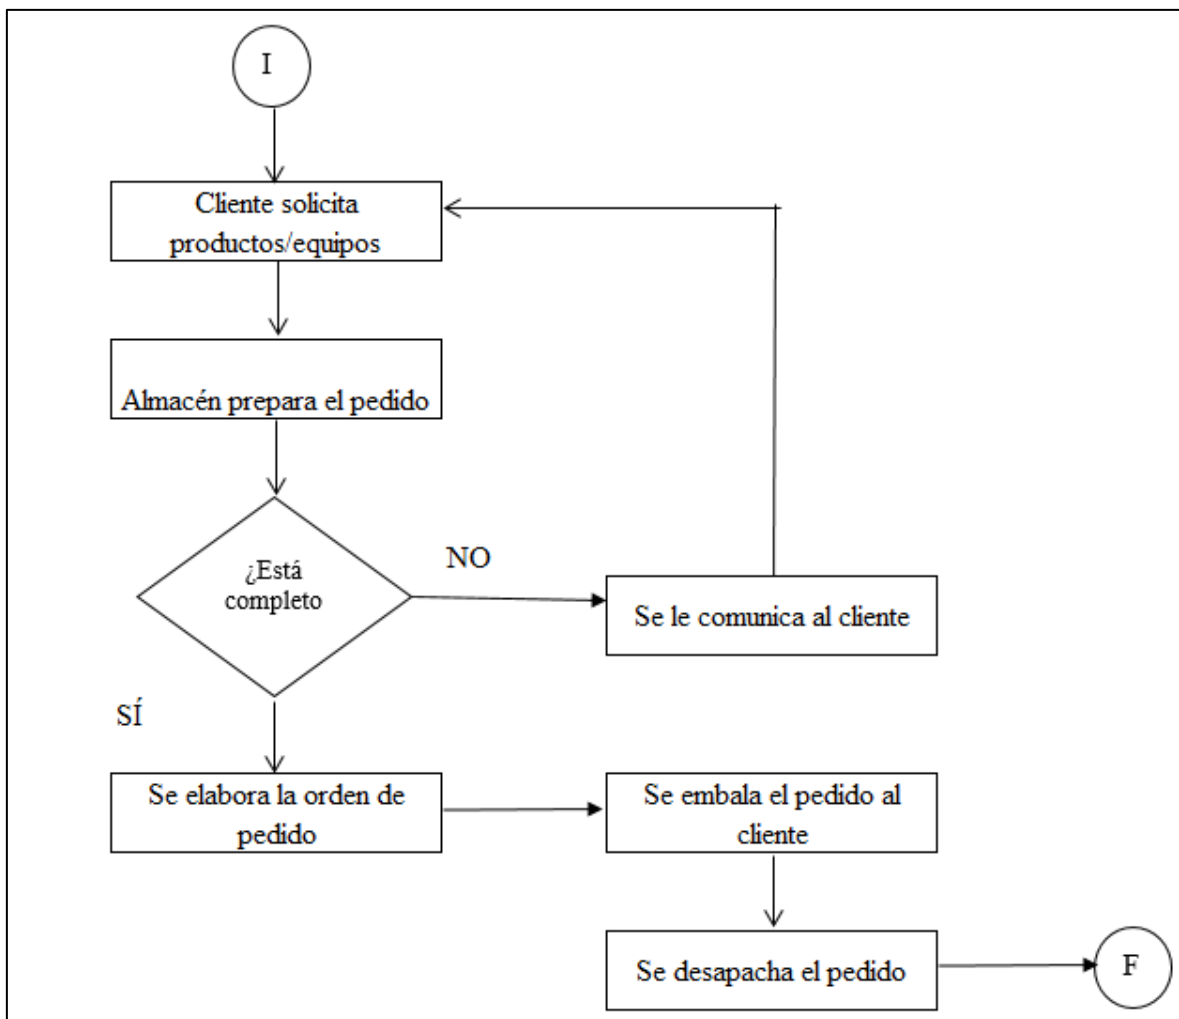 I
Cliente solicita
productos/equipos
Almacén prepara el pedido
¿Está
completo
NO
Se le comunica al cliente
SÍ
Se elabora la orden de
pedido
Se embala el pedido al
cliente
Se desapacha el pedido
F